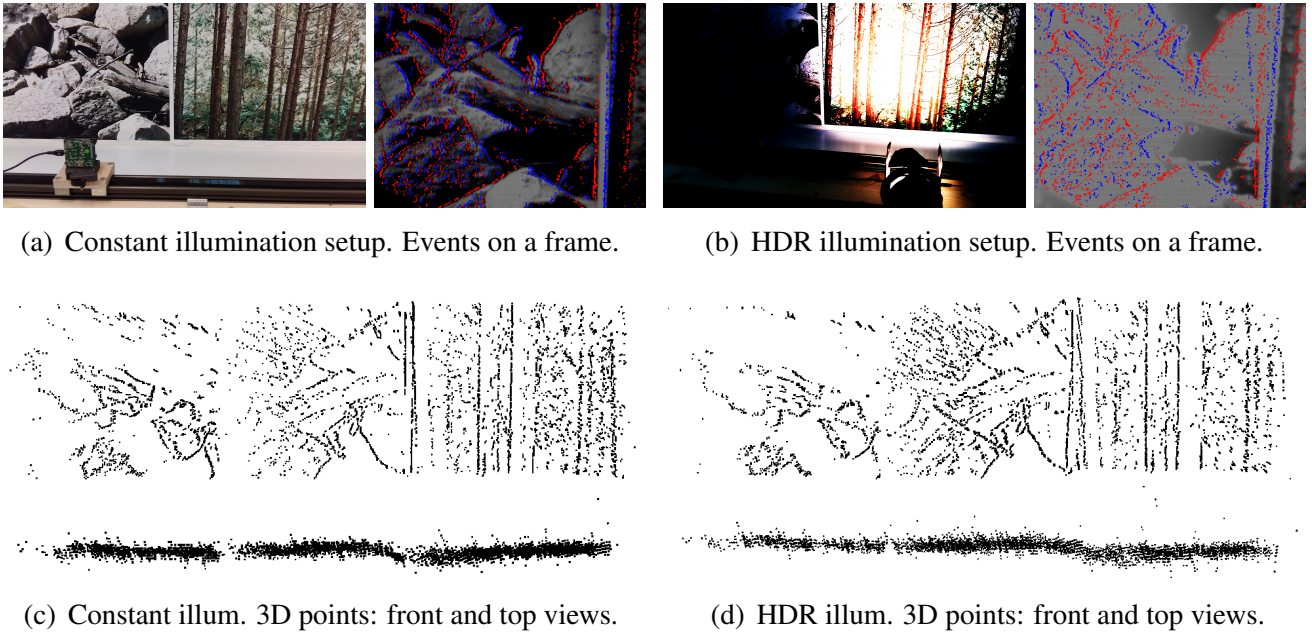 (a) Constant illumination setup. Events on a frame.
(b) HDR illumination setup. Events on a frame.
(c) Constant illum. 3D points: front and top views.
(d) HDR illum. 3D points: front and top views.